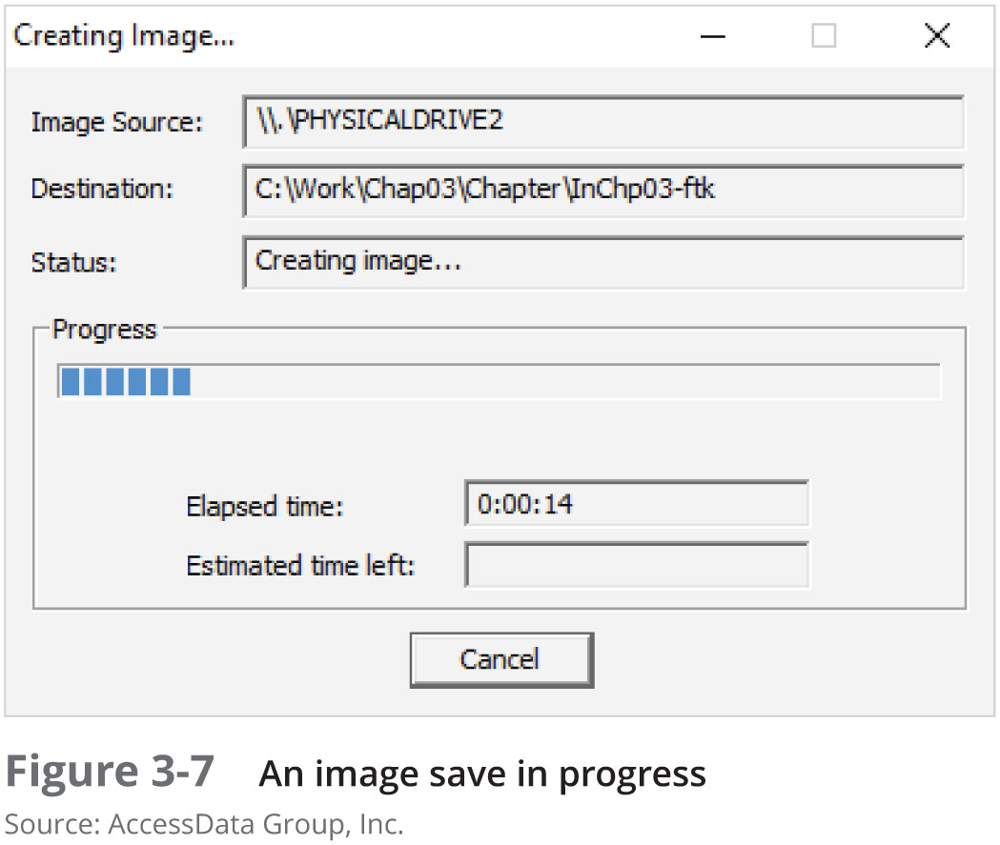 Creating Image...
Image Source: \\.\PHYSICALDRIVE2
Destination: C:\Work\Chap03\Chapter\InChp03-ftk
Status: Creating image...
Progress
Elapsed time: 0:00:14
Estimated time left:
Cancel
Figure 3-7 An image save in progress
Source: AccessData Group, Inc.